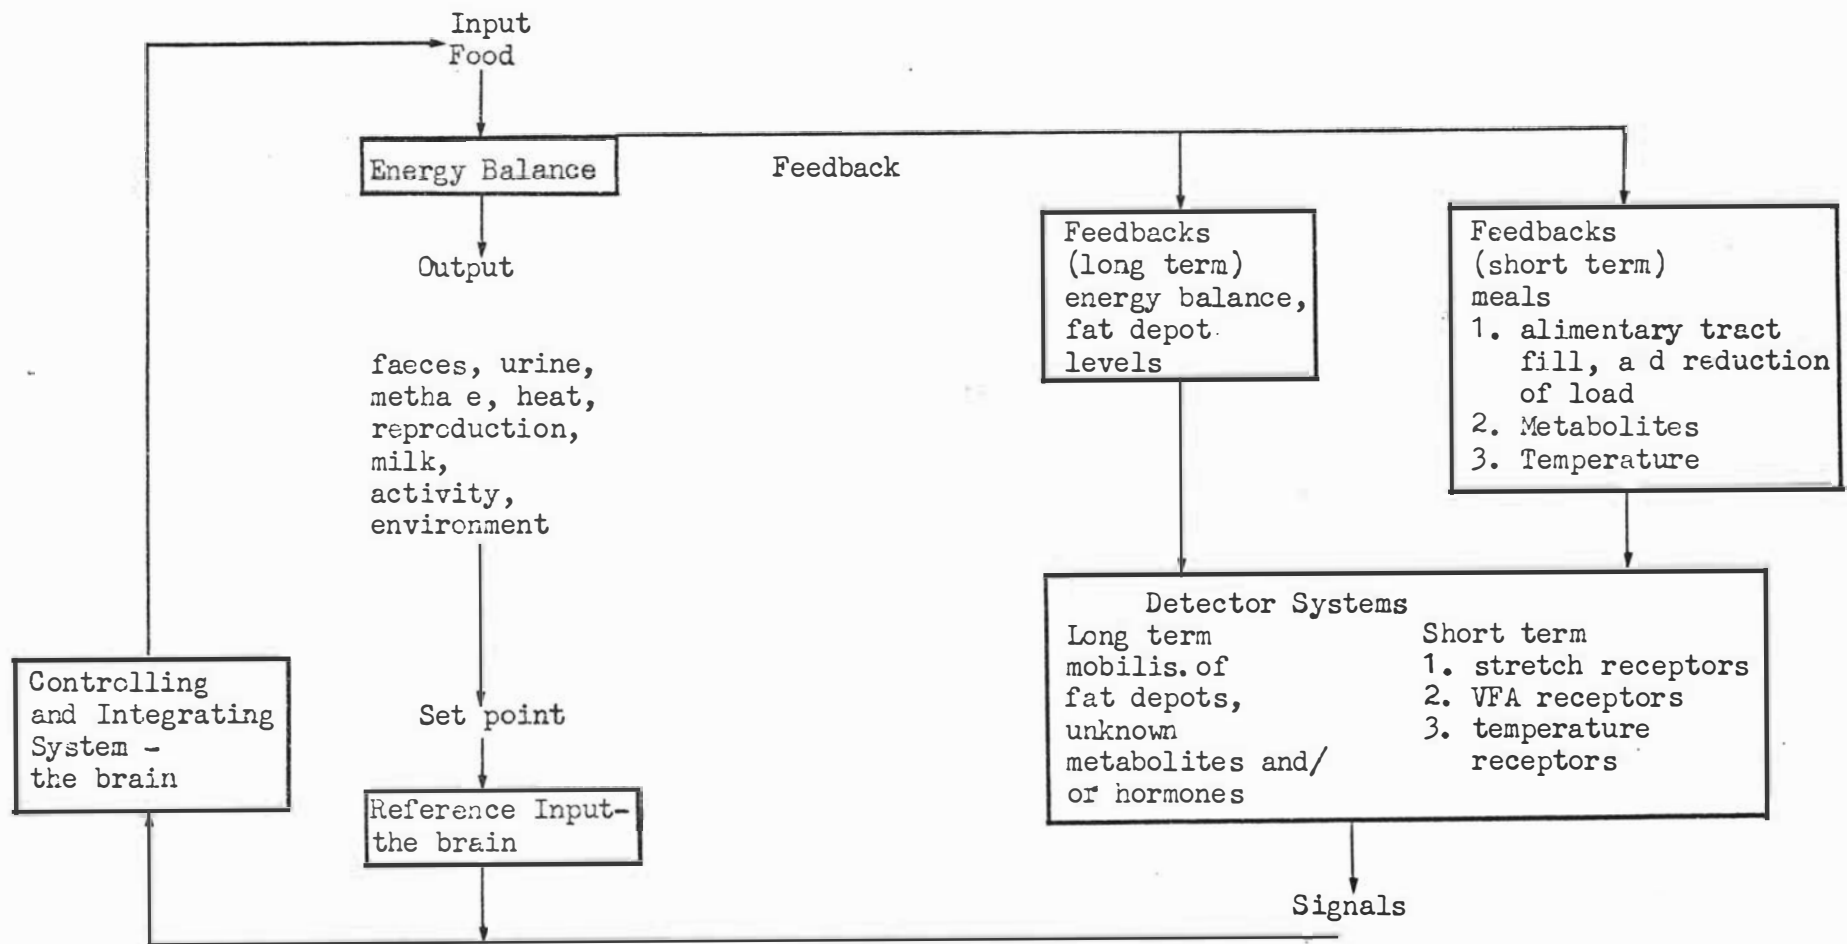 Input
Food
Energy Balance
Feedback
Output
faeces, urine,
metha e, heat,
reproduction,
milk,
activity,
environment
Set point
Reference Input-
the brain
Controlling
and Integrating
System -
the brain
Feedbacks
(long term)
energy balance,
fat depot
levels
Feedbacks
(short term)
meals
1. alimentary tract
fill, a d reduction
of load
2. Metabolites
3. Temperature
Detector Systems
Long term
mobilis. of
fat depots,
unknown
metabolites and/
or hormones
Short term
1. stretch receptors
2. VFA receptors
3. temperature
receptors
Signals